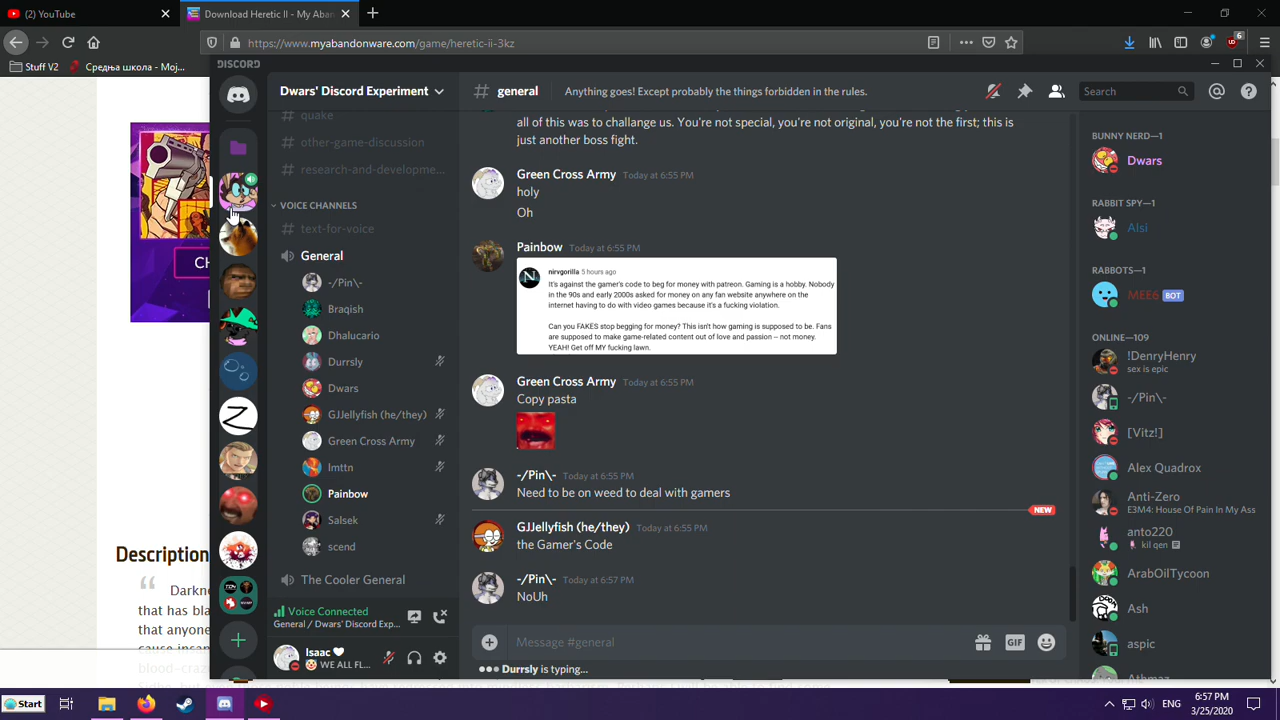 (2) YouTube
Download Heretic II - My Aban
https://www.myabandonware.com/game/heretic-ii-3kz
6
Stuff V2
Средња школа - Moj...
DISCORD
Dwars' Discord Experiment
# general
Anything goes! Except probably the things forbidden in the rules.
Search
# quake
# other-game-discussion
# research-and-developme...
VOICE CHANNELS
# text-for-voice
General
-/Pin\-
Braqish
Dhalucario
Durrsly
Dwars
GJJellyfish (he/they)
Green Cross Army
lmttn
Painbow
Salsek
scend
The Cooler General
Voice Connected
General / Dwars' Discord Exp...
Isaac
WE ALL FL...
all of this was to challange us. You're not special, you're not original, you're not the first; this is
just another boss fight.
Green Cross Army Today at 6:55 PM
holy
Oh
Painbow Today at 6:55 PM
N nirvgorilla 5 hours ago
It's against the gamer's code to beg for money with patreon. Gaming is a hobby. Nobody
in the 90s and early 2000s asked for money on any fan website anywhere on the
internet having to do with video games because it's a fucking violation.
Can you FAKES stop begging for money? This isn't how gaming is supposed to be. Fans
are supposed to make game-related content out of love and passion -- not money.
YEAH! Get off MY fucking lawn.
Green Cross Army Today at 6:55 PM
Copy pasta
-/Pin\- Today at 6:55 PM
Need to be on weed to deal with gamers
NEW
GJJellyfish (he/they) Today at 6:55 PM
the Gamer's Code
-/Pin\- Today at 6:57 PM
NoUh
Message #general
GIF
Durrsly is typing...
BUNNY NERD—1
Dwars
RABBIT SPY—1
Alsi
RABBOTS—1
MEE6 BOT
ONLINE—109
!DenryHenry
sex is epic
-/Pin\-
[Vitz!]
Alex Quadrox
Anti-Zero
E3M4: House Of Pain In My Ass
anto220
kil qen
ArabOilTycoon
Ash
aspic
Athmaz
CH
Description
Darkn
that has bla
that anyone
cause insan
blood -craz
Start
ENG
6:57 PM
3/25/2020